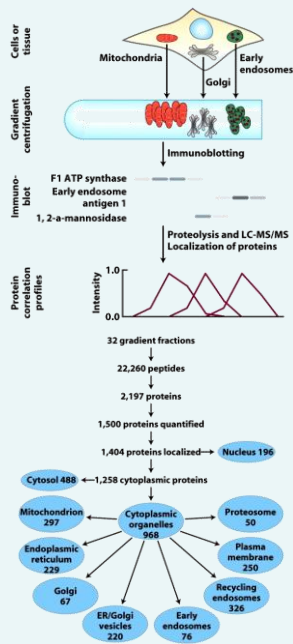 Cells or
tissue
Mitochondria
Early
endosomes
Golgi
Gradient
centrifugation
Immunoblotting
Immuno-
blot
F1 ATP synthase
Early endosome
antigen 1
1, 2-a-mannosidase
Proteolysis and LC-MS/MS
Localization of proteins
Protein
correlation
profiles
Intensity
1.0
0.0
32 gradient fractions
22,260 peptides
2,197 proteins
1,500 proteins quantified
1,404 proteins localized
Nucleus 196
Cytosol 488
1,258 cytoplasmic proteins
Mitochondrion
297
Cytoplasmic
organelles
968
Proteosome
50
Endoplasmic
reticulum
229
Plasma
membrane
250
Golgi
67
Recycling
endosomes
326
ER/Golgi
vesicles
220
Early
endosomes
76